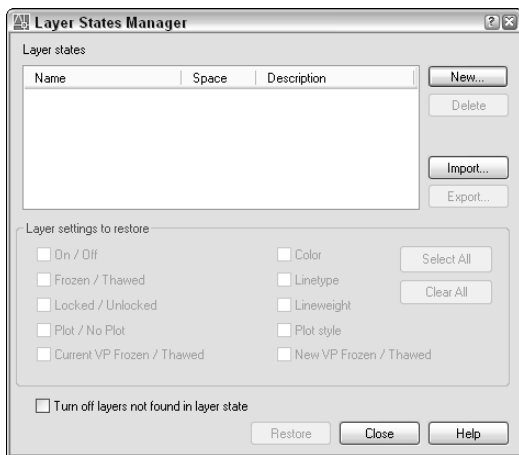 Layer States Manager
Layer states
Name Space Description
New...
Delete
Import...
Export...
Layer settings to restore
On / Off Color
Select All
Frozen / Thawed Linetype
Clear All
Locked / Unlocked Lineweight
Plot / No Plot Plot style
Current VP Frozen / Thawed New VP Frozen / Thawed
Turn off layers not found in layer state
Restore Close Help